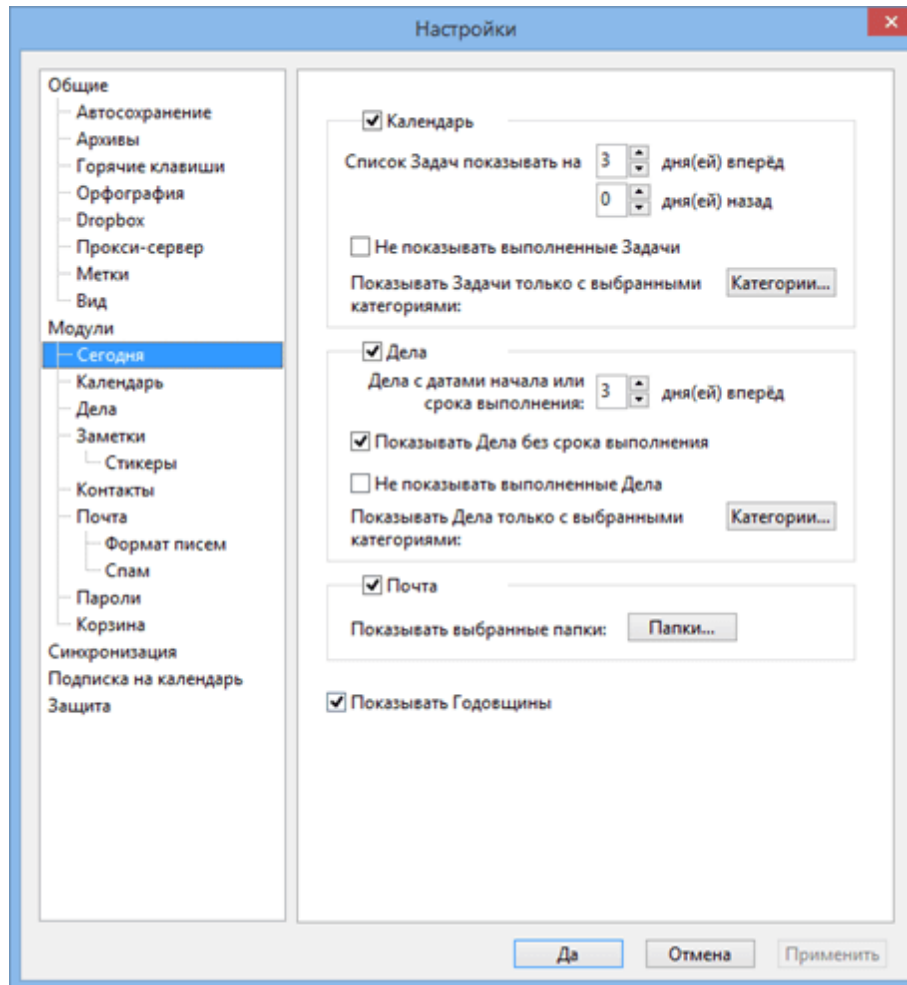 Настройки
Общие
Автосохранение
Архивы
Горячие клавиши
Орфография
Dropbox
Прокси-сервер
Метки
Вид
Модули
Сегодня
Календарь
Дела
Заметки
Стикеры
Контакты
Почта
Формат писем
Спам
Пароли
Корзина
Синхронизация
Подписка на календарь
Защита
Календарь
Список Задач показывать на 3 дня(ей) вперёд
0 дня(ей) назад
Не показывать выполненные Задачи
Показывать Задачи только с выбранными Категории...
категориями:
Дела
Дела с датами начала или
срока выполнения: 3 дня(ей) вперёд
Показывать Дела без срока выполнения
Не показывать выполненные Дела
Показывать Дела только с выбранными Категории...
категориями:
Почта
Показывать выбранные папки: Папки...
Показывать Годовщины
Да Отмена Применить